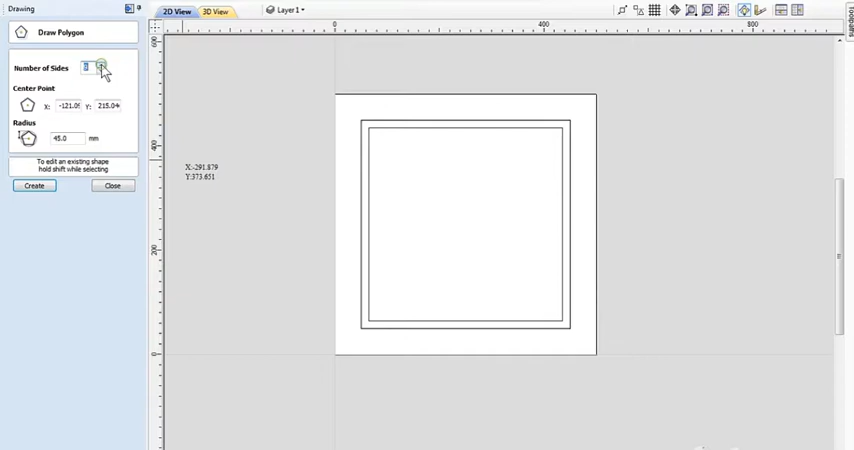 Drawing
Draw Polygon
Number of Sides
Center Point
X: -121.09 Y: 215.04
Radius
45.0 mm
To edit an existing shape
hold shift while selecting
Create Close
2D View 3D View Layer 1
0 400 800
600
400
200
0
X:-291.879
Y:373.651
Toolpaths